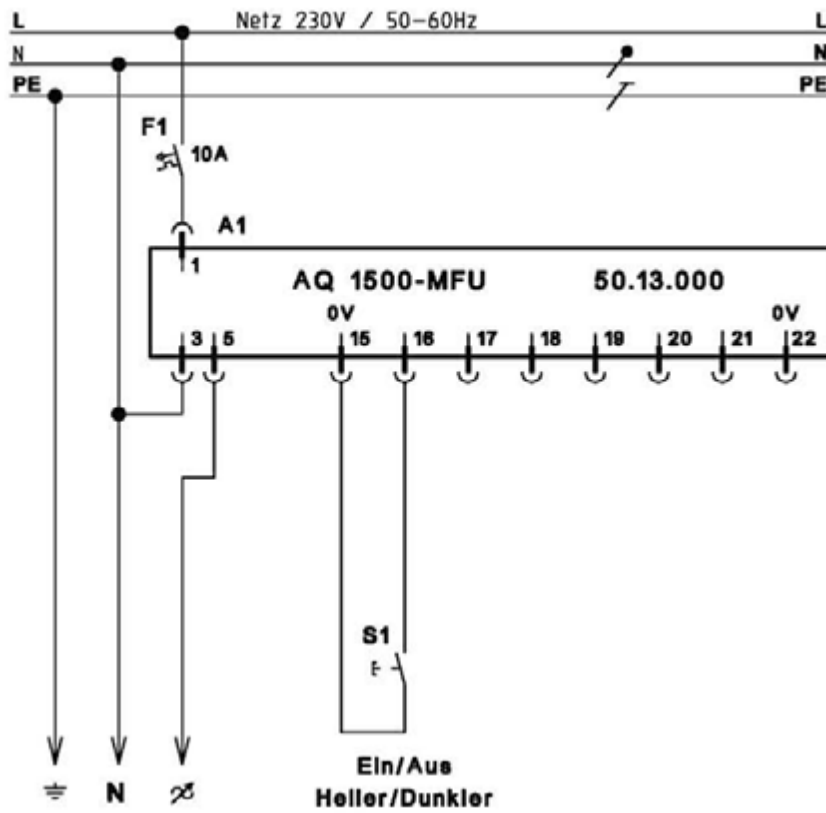 L Netz 230V / 50-60Hz L
N N
PE PE
F1
10A
A1
1
AQ 1500-MFU 50.13.000
0V 0V
3 5 15 16 17 18 19 20 21 22
S1
N
Ein/Aus
Heller/Dunkler